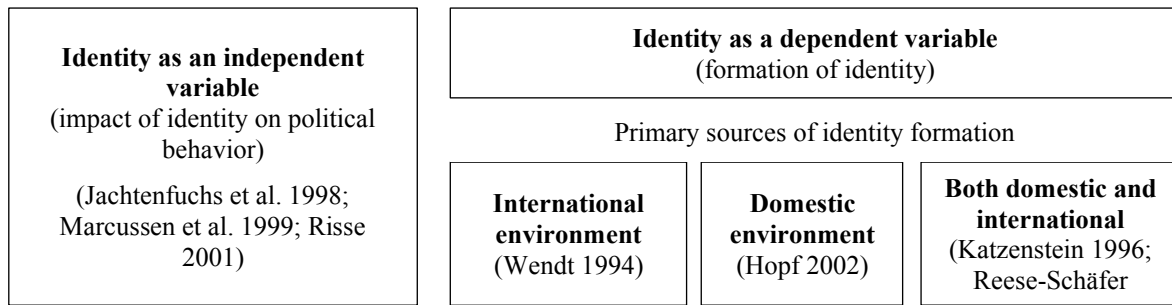 Identity as an independent
variable
(impact of identity on political
behavior)
(Jachtenfuchs et al. 1998;
Marcussen et al. 1999; Risse
2001)
Identity as a dependent variable
(formation of identity)
Primary sources of identity formation
International
environment
(Wendt 1994)
Domestic
environment
(Hopf 2002)
Both domestic and
international
(Katzenstein 1996;
Reese-Schäfer